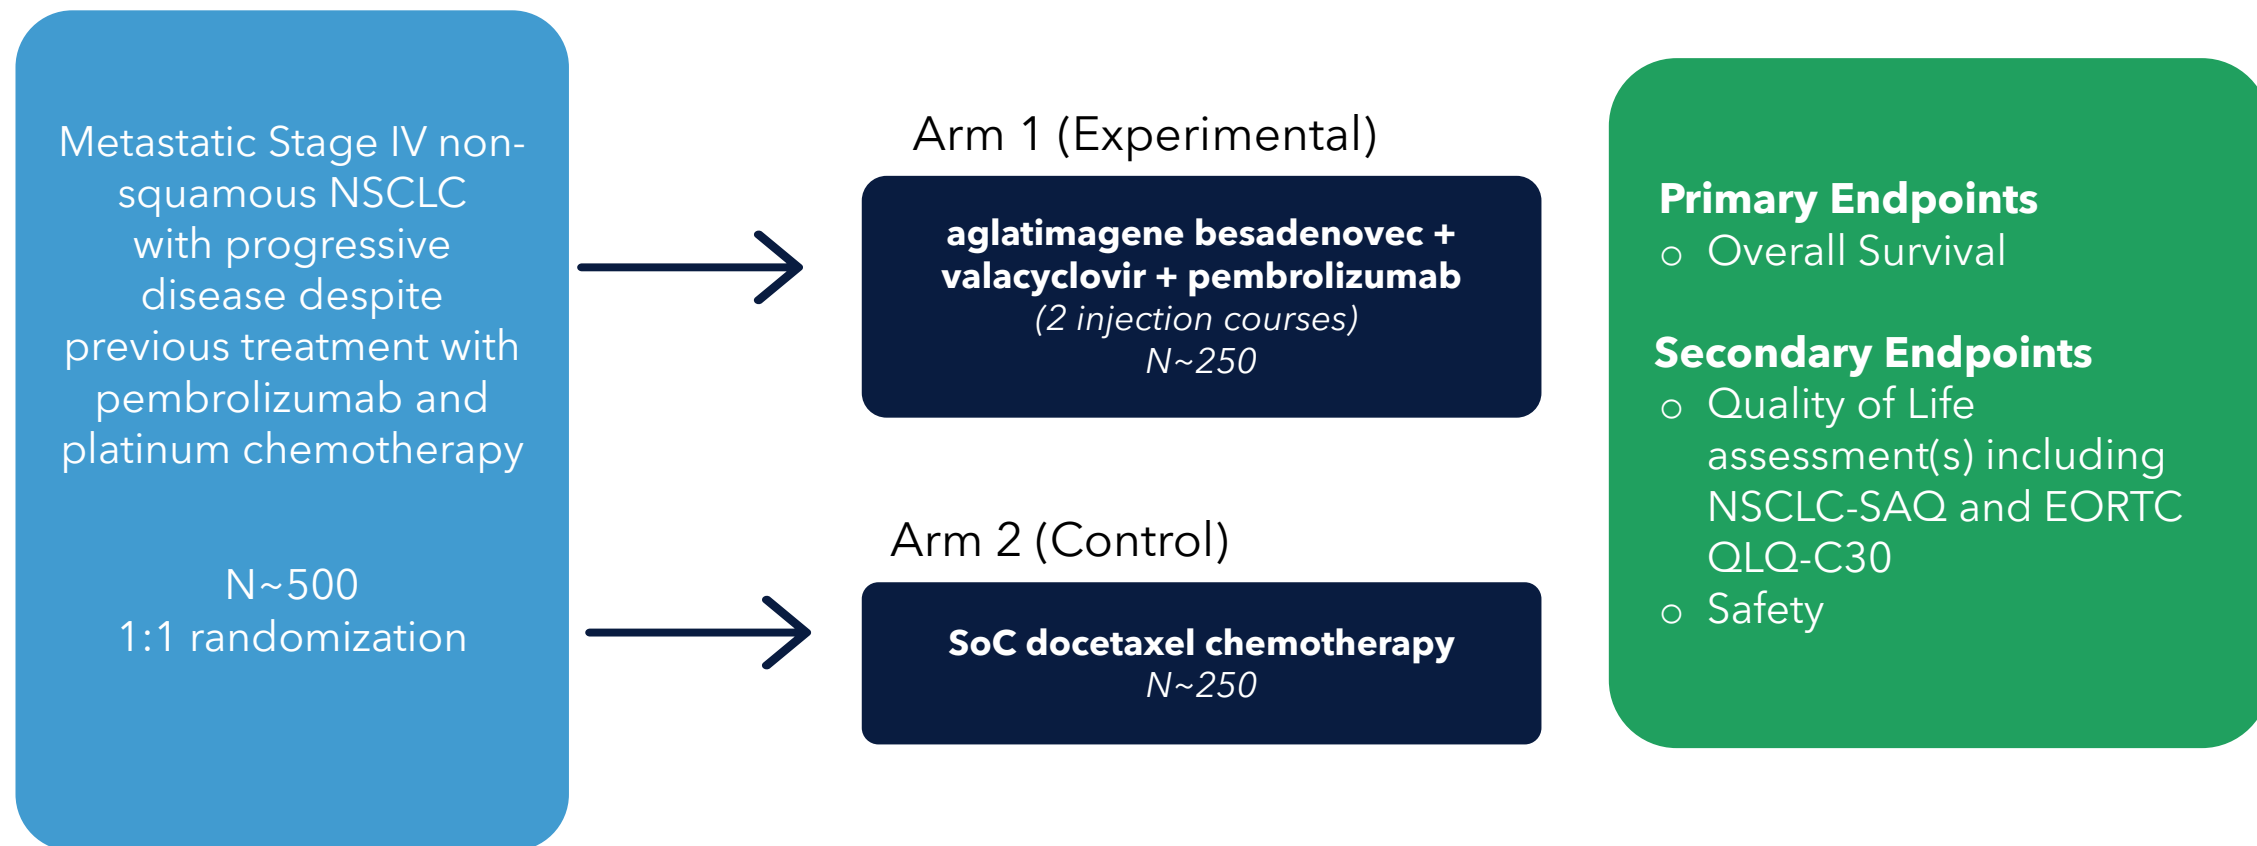 Metastatic Stage IV non-
squamous NSCLC
with progressive
disease despite
previous treatment with
pembrolizumab and
platinum chemotherapy
N~500
1:1 randomization
Arm 1 (Experimental)
aglatimagene besadenovec +
valacyclovir + pembrolizumab
(2 injection courses)
N~250
Arm 2 (Control)
SoC docetaxel chemotherapy
N~250
Primary Endpoints
o Overall Survival
Secondary Endpoints
o Quality of Life
assessment(s) including
NSCLC-SAQ and EORTC
QLQ-C30
o Safety